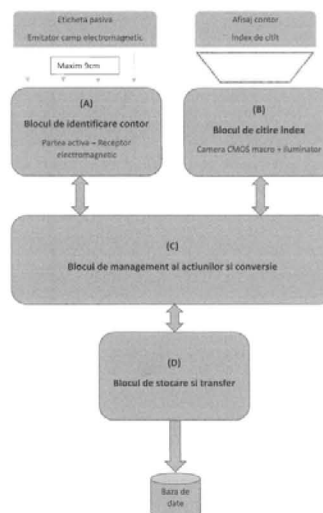 Eticheta pasiva
Emitator camp electromagnetic
Maxim 9cm
(A)
Blocul de identificare contor
Partea activa – Receptor
electromagnetic
Afisaj contor
Index de citit
(B)
Blocul de citire index
Camera CMOS macro + iluminator
(C)
Blocul de management al actiunilor si conversie
(D)
Blocul de stocare si transfer
Baza de
date